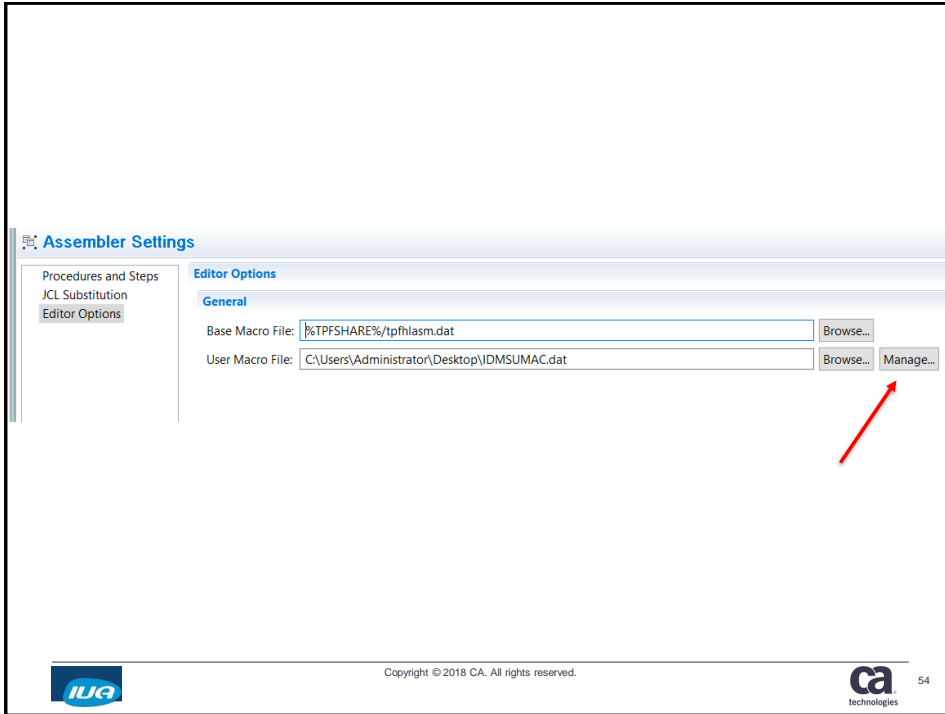 Assembler Settings
Procedures and Steps
JCL Substitution
Editor Options
Editor Options
General
Base Macro File: %TPFSHARE%/tpfhlasm.dat Browse...
User Macro File: C:\Users\Administrator\Desktop\IDMSUMAC.dat Browse... Manage...
IUA
Copyright © 2018 CA. All rights reserved.
ca
technologies
54